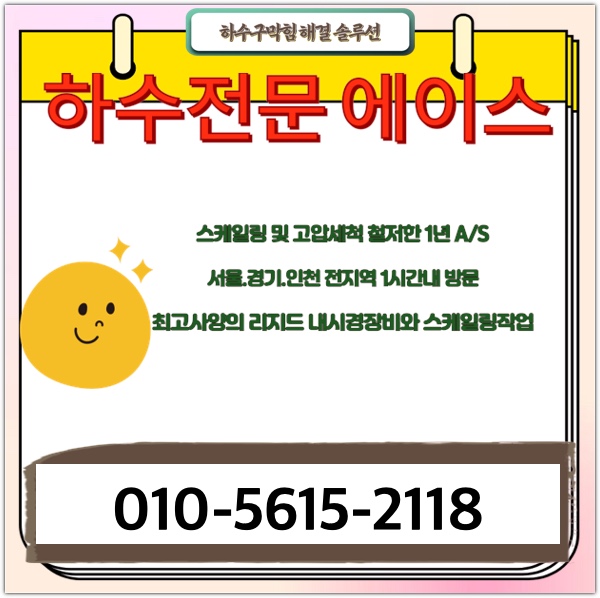 하수구막힘 해결 솔루션
하수전문 에이스
스케일링 및 고압세척 철저한 1년 A/S
서울.경기.인천 전지역 1시간내 방문
최고사양의 리지드 내시경장비와 스케일링작업
010-5615-2118